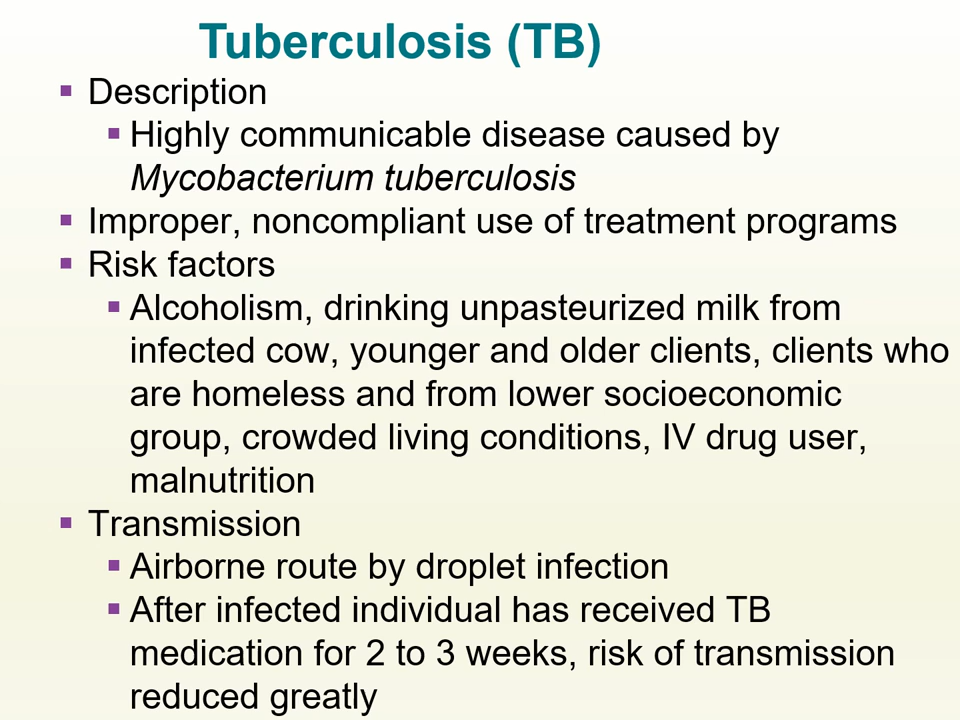 Tuberculosis (TB)
▪ Description
▪ Highly communicable disease caused by
Mycobacterium tuberculosis
▪ Improper, noncompliant use of treatment programs
▪ Risk factors
▪ Alcoholism, drinking unpasteurized milk from
infected cow, younger and older clients, clients who
are homeless and from lower socioeconomic
group, crowded living conditions, IV drug user,
malnutrition
▪ Transmission
▪ Airborne route by droplet infection
▪ After infected individual has received TB
medication for 2 to 3 weeks, risk of transmission
reduced greatly